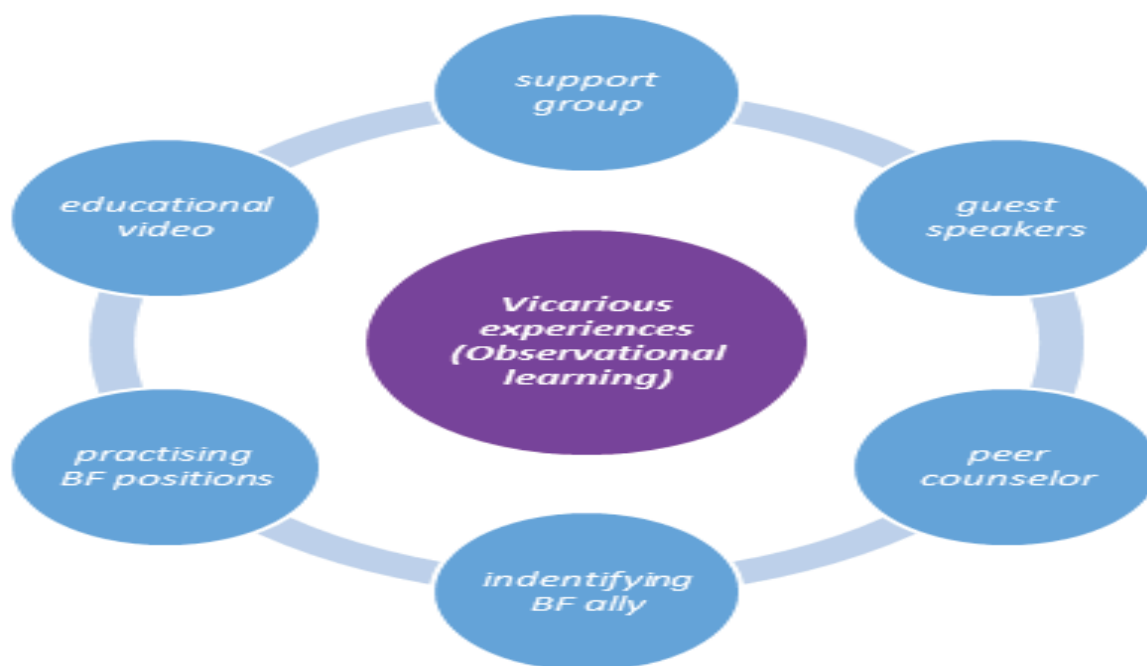 support
group
guest
speakers
peer
counselor
indentifying
BF ally
practising
BF positions
educational
video
Vicarious
experiences
(Observational
learning)